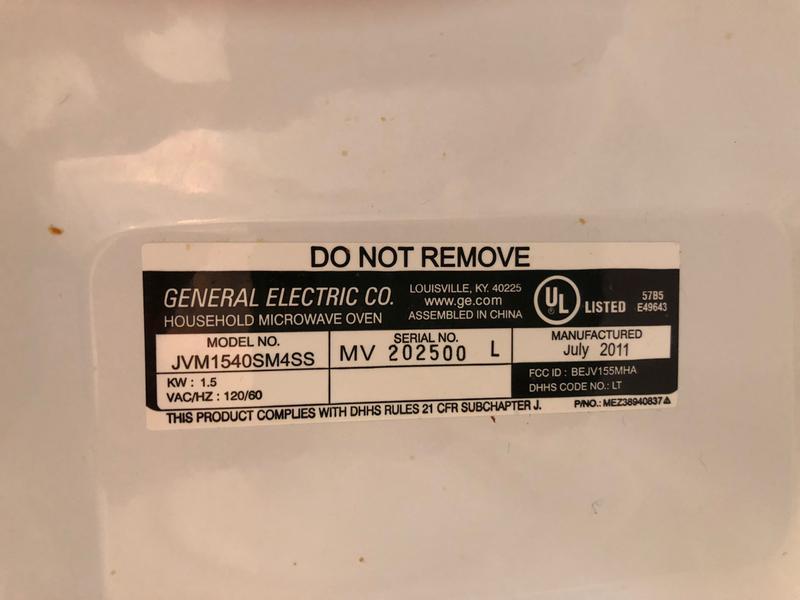 DO NOT REMOVE
GENERAL ELECTRIC CO.
HOUSEHOLD MICROWAVE OVEN
LOUISVILLE, KY. 40225
www.ge.com
ASSEMBLED IN CHINA
UL
LISTED
57B5
E49643
MODEL NO.
JVM1540SM4SS
SERIAL NO.
MV 202500 L
MANUFACTURED
July 2011
KW : 1.5
VAC/HZ : 120/60
FCC ID : BEJV155MHA
DHHS CODE NO.: LT
THIS PRODUCT COMPLIES WITH DHHS RULES 21 CFR SUBCHAPTER J.
P/NO.: MEZ38940837